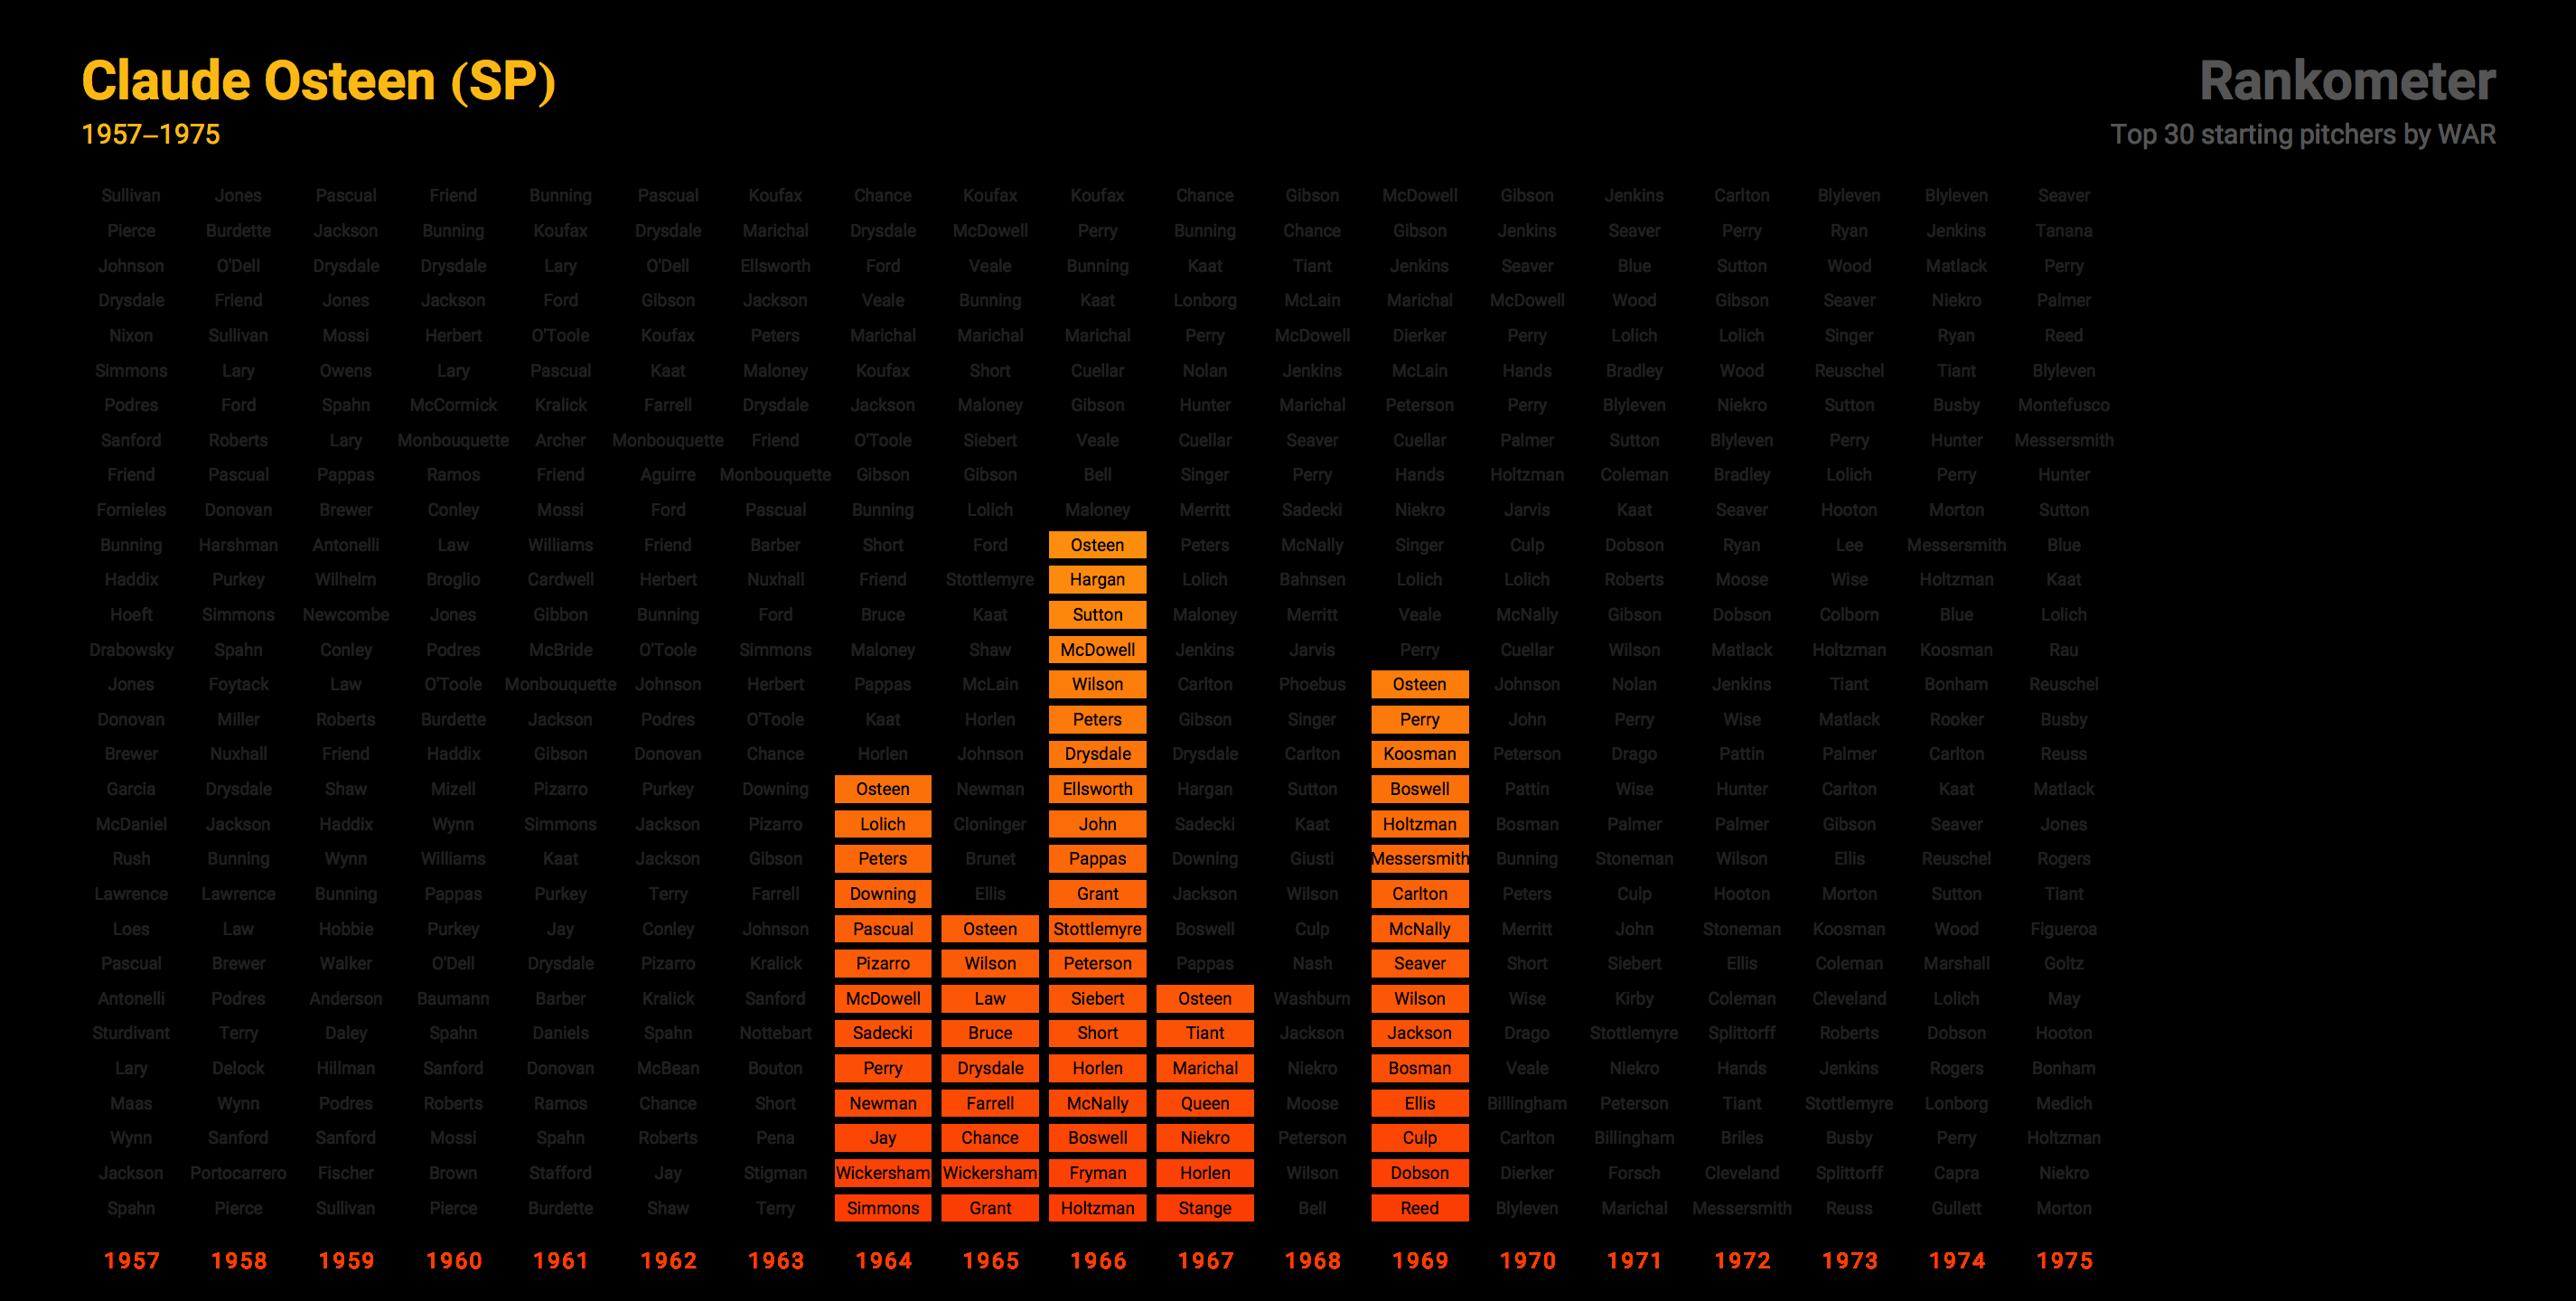 Claude Osteen (SP)
1957–1975
Rankometer
Top 30 starting pitchers by WAR
Sullivan Jones Pascual Friend Bunning Pascual Koufax Chance Koufax Koufax Chance Gibson McDowell Gibson Jenkins Carlton Blyleven Blyleven Seaver
Pierce Burdette Jackson Bunning Koufax Drysdale Marichal Drysdale McDowell Perry Bunning Chance Gibson Jenkins Seaver Perry Ryan Jenkins Tanana
Johnson O'Dell Drysdale Drysdale Lary O'Dell Ellsworth Ford Veale Bunning Kaat Tiant Jenkins Seaver Blue Sutton Wood Matlack Perry
Drysdale Friend Jones Jackson Ford Gibson Jackson Veale Bunning Kaat Lonborg McLain Marichal McDowell Wood Gibson Seaver Niekro Palmer
Nixon Sullivan Mossi Herbert O'Toole Koufax Peters Marichal Marichal Marichal Perry McDowell Dierker Perry Lolich Lolich Singer Ryan Reed
Simmons Lary Owens Lary Pascual Kaat Maloney Koufax Short Cuellar Nolan Jenkins McLain Hands Bradley Wood Reuschel Tiant Blyleven
Podres Ford Spahn McCormick Kralick Farrell Drysdale Jackson Maloney Gibson Hunter Marichal Peterson Perry Blyleven Niekro Sutton Busby Montefusco
Sanford Roberts Lary Monbouquette Archer Monbouquette Friend O'Toole Siebert Veale Cuellar Seaver Cuellar Palmer Sutton Blyleven Perry Hunter Messersmith
Friend Pascual Pappas Ramos Friend Aguirre Monbouquette Gibson Gibson Bell Singer Perry Hands Holtzman Coleman Bradley Lolich Perry Hunter
Fornieles Donovan Brewer Conley Mossi Ford Pascual Bunning Lolich Maloney Merritt Sadecki Niekro Jarvis Kaat Seaver Hooton Morton Sutton
Bunning Harshman Antonelli Law Williams Friend Barber Short Ford Osteen Peters McNally Singer Culp Dobson Ryan Lee Messersmith Blue
Haddix Purkey Wilhelm Broglio Cardwell Herbert Nuxhall Friend Stottlemyre Hargan Lolich Bahnsen Lolich Lolich Roberts Moose Wise Holtzman Kaat
Hoeft Simmons Newcombe Jones Gibbon Bunning Ford Bruce Kaat Sutton Maloney Merritt Veale McNally Gibson Dobson Colborn Blue Lolich
Drabowsky Spahn Conley Podres McBride O'Toole Simmons Maloney Shaw McDowell Jenkins Jarvis Perry Cuellar Wilson Matlack Holtzman Koosman Rau
Jones Foytack Law O'Toole Monbouquette Johnson Herbert Pappas McLain Wilson Carlton Phoebus Osteen Johnson Nolan Jenkins Tiant Bonham Reuschel
Donovan Miller Roberts Burdette Jackson Podres O'Toole Kaat Horlen Peters Gibson Singer Perry John Perry Wise Matlack Rooker Busby
Brewer Nuxhall Friend Haddix Gibson Donovan Chance Horlen Johnson Drysdale Drysdale Carlton Koosman Peterson Drago Pattin Palmer Carlton Reuss
Garcia Drysdale Shaw Mizell Pizarro Purkey Downing Osteen Newman Ellsworth Hargan Sutton Boswell Pattin Wise Hunter Carlton Kaat Matlack
McDaniel Jackson Haddix Wynn Simmons Jackson Pizarro Lolich Cloninger John Sadecki Kaat Holtzman Bosman Palmer Palmer Gibson Seaver Jones
Rush Bunning Wynn Williams Kaat Jackson Gibson Peters Brunet Pappas Downing Giusti Messersmith Bunning Stoneman Wilson Ellis Reuschel Rogers
Lawrence Lawrence Bunning Pappas Purkey Terry Farrell Downing Ellis Grant Jackson Wilson Carlton Peters Culp Hooton Morton Sutton Tiant
Loes Law Hobbie Purkey Jay Conley Johnson Pascual Osteen Stottlemyre Boswell Culp McNally Merritt John Stoneman Koosman Wood Figueroa
Pascual Brewer Walker O'Dell Drysdale Pizarro Kralick Pizarro Wilson Peterson Pappas Nash Seaver Short Siebert Ellis Coleman Marshall Goltz
Antonelli Podres Anderson Baumann Barber Kralick Sanford McDowell Law Siebert Osteen Washburn Wilson Wise Kirby Coleman Cleveland Lolich May
Sturdivant Terry Daley Spahn Daniels Spahn Nottebart Sadecki Bruce Short Tiant Jackson Jackson Drago Stottlemyre Splittorff Roberts Dobson Hooton
Lary Delock Hillman Sanford Donovan McBean Bouton Perry Drysdale Horlen Marichal Niekro Bosman Veale Niekro Hands Jenkins Rogers Bonham
Maas Wynn Podres Roberts Ramos Chance Short Newman Farrell McNally Queen Moose Ellis Billingham Peterson Tiant Stottlemyre Lonborg Medich
Wynn Sanford Sanford Mossi Spahn Roberts Pena Jay Chance Boswell Niekro Peterson Culp Carlton Billingham Briles Busby Perry Holtzman
Jackson Portocarrero Fischer Brown Stafford Jay Stigman Wickersham Wickersham Fryman Horlen Wilson Dobson Dierker Forsch Cleveland Splittorff Capra Niekro
Spahn Pierce Sullivan Pierce Burdette Shaw Terry Simmons Grant Holtzman Stange Bell Reed Blyleven Marichal Messersmith Reuss Gullett Morton
1957 1958 1959 1960 1961 1962 1963 1964 1965 1966 1967 1968 1969 1970 1971 1972 1973 1974 1975